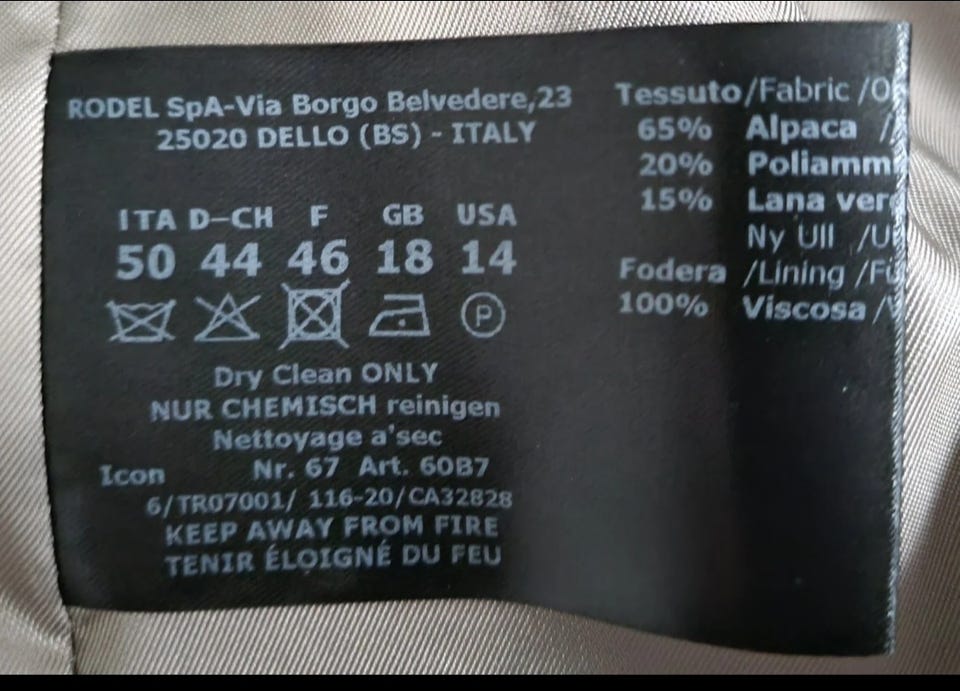 RODEL SpA-Via Borgo Belvedere,23
25020 DELLO (BS) - ITALY
ITA D-CH F GB USA
50 44 46 18 14
P
Dry Clean ONLY
NUR CHEMISCH reinigen
Nettoyage a'sec
Icon Nr. 67 Art. 60B7
6/TR07001/ 116-20/CA32828
KEEP AWAY FROM FIRE
TENIR ÉLOIGNÉ DU FEU
Tessuto/Fabric /
65% Alpaca /
20%
15% Lana
Ny Ull /
Fodera /Lining /
100% Viscosa /